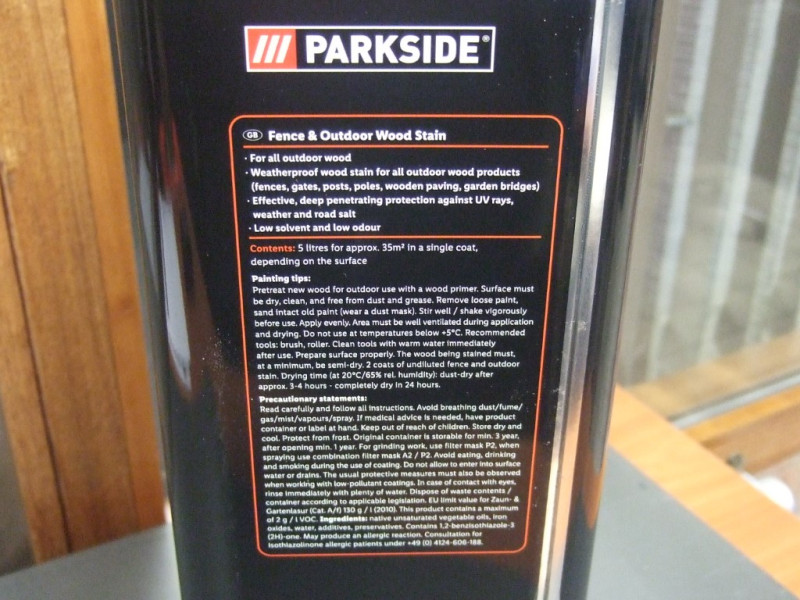 PARKSIDE®
GB Fence & Outdoor Wood Stain
· For all outdoor wood
· Weatherproof wood stain for all outdoor wood products
(fences, gates, posts, poles, wooden paving, garden bridges)
· Effective, deep penetrating protection against UV rays,
weather and road salt
· Low solvent and low odour
Contents: 5 litres for approx. 35m² in a single coat,
depending on the surface
Painting tips:
Pretreat new wood for outdoor use with a wood primer. Surface must
be dry, clean, and free from dust and grease. Remove loose paint,
sand intact old paint (wear a dust mask). Stir well / shake vigorously
before use. Apply evenly. Area must be well ventilated during application
and drying. Do not use at temperatures below +5°C. Recommended
tools: brush, roller. Clean tools with warm water immediately
after use. Prepare surface properly. The wood being stained must,
at a minimum, be semi-dry. 2 coats of undiluted fence and outdoor
stain. Drying time (at 20°C/65% rel. humidity): dust-dry after
approx. 3-4 hours - completely dry in 24 hours.
Precautionary statements:
Read carefully and follow all instructions. Avoid breathing dust/fume/
gas/mist/vapours/spray. If medical advice is needed, have product
container or label at hand. Keep out of reach of children. Store dry and
cool. Protect from frost. Original container is storable for min. 3 year,
after opening min. 1 year. For grinding work, use filter mask P2, when
spraying use combination filter mask A2 / P2. Avoid eating, drinking
and smoking during the use of coating. Do not allow to enter into surface
water or drains. The usual protective measures must also be observed
when working with low-pollutant coatings. In case of contact with eyes,
rinse immediately with plenty of water. Dispose of waste contents /
container according to applicable legislation. EU limit value for Zaun- &
Gartenlasur (Cat. A/f) 130 g / l (2010). This product contains a maximum
of 2 g / l VOC. Ingredients: native unsaturated vegetable oils, iron
oxides, water, additives, preservatives. Contains 1,2-benzisothiazole-3
(2H)-one. May produce an allergic reaction. Consultation for
Isothiazolinone allergic patients under +49 (0) 4124-606-188.